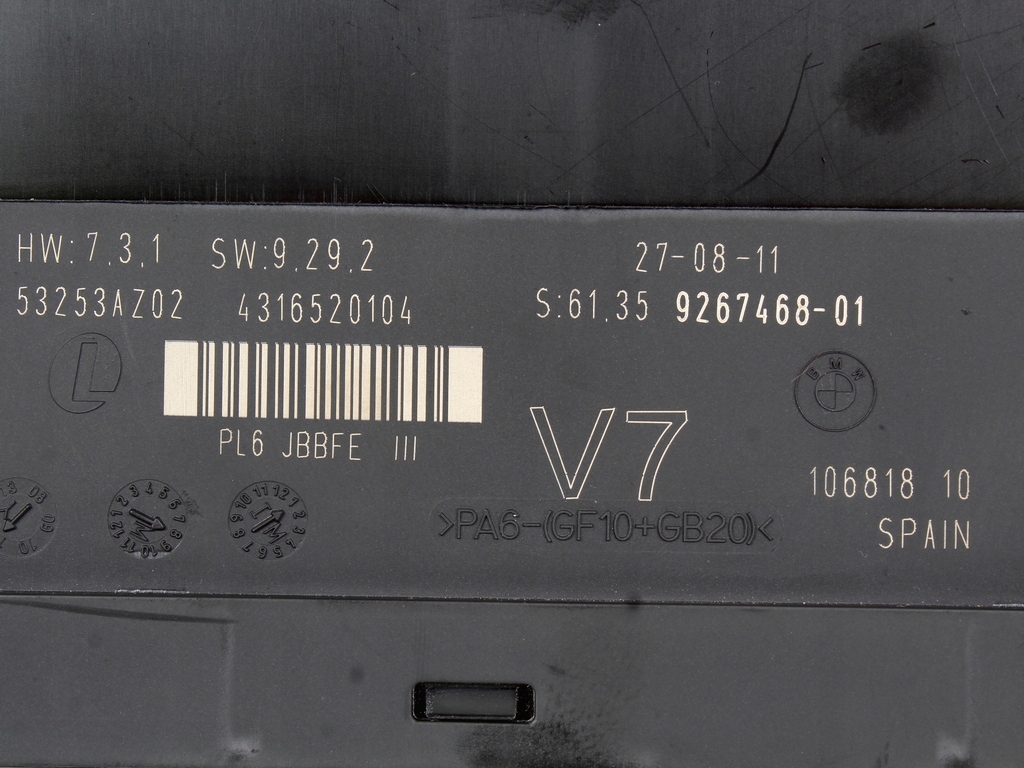 HW:7.3.1 SW:9.29.2 27-08-11
53253AZ02 4316520104 S:61.35 9267468-01
L
BMW
PL6 JBBFE III
V7
106818 10
>PA6-(GF10+GB20)<
SPAIN